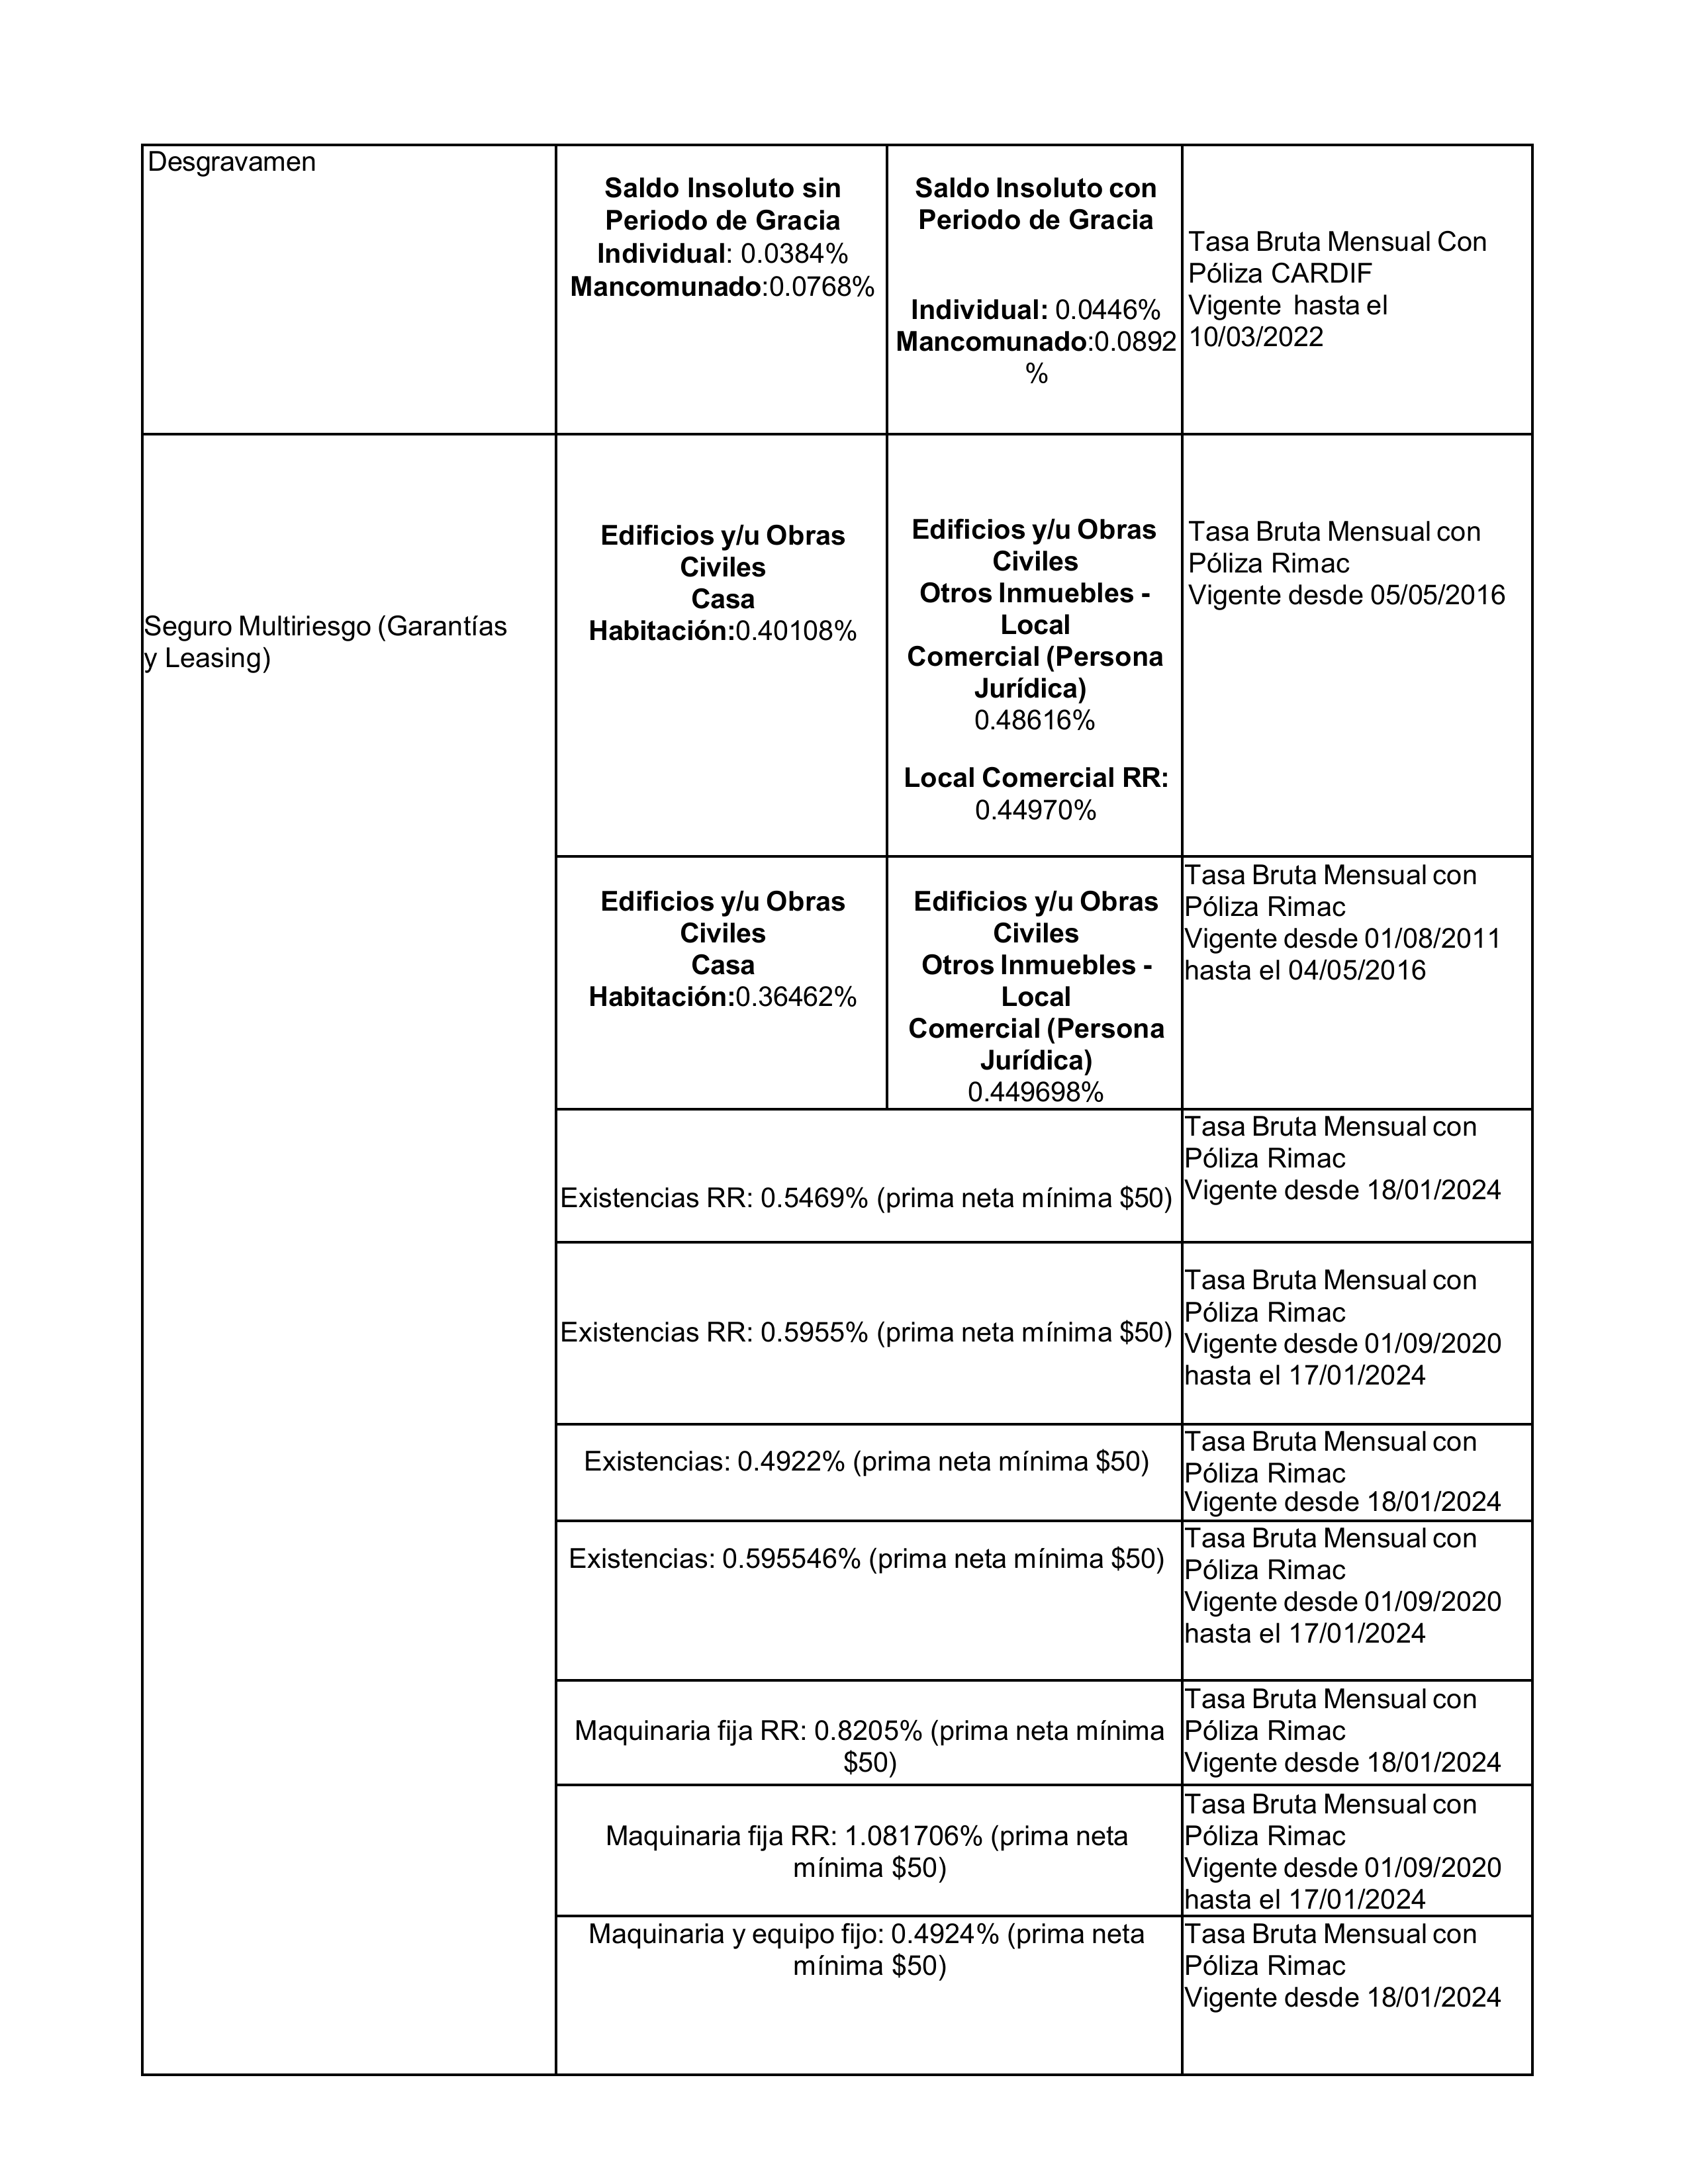 Desgravamen
Saldo Insoluto sin
Periodo de Gracia
Individual: 0.0384%
Mancomunado:0.0768%
Saldo Insoluto con
Periodo de Gracia
Individual: 0.0446%
Mancomunado:0.0892
%
Tasa Bruta Mensual Con
Póliza CARDIF
Vigente hasta el
10/03/2022
Seguro Multiriesgo (Garantías
y Leasing)
Edificios y/u Obras
Civiles
Casa
Habitación:0.40108%
Edificios y/u Obras
Civiles
Otros Inmuebles -
Local
Comercial (Persona
Jurídica)
0.48616%
Local Comercial RR:
0.44970%
Tasa Bruta Mensual con
Póliza Rimac
Vigente desde 05/05/2016
Edificios y/u Obras
Civiles
Casa
Habitación:0.36462%
Edificios y/u Obras
Civiles
Otros Inmuebles -
Local
Comercial (Persona
Jurídica)
0.449698%
Tasa Bruta Mensual con
Póliza Rimac
Vigente desde 01/08/2011
hasta el 04/05/2016
Existencias RR: 0.5469% (prima neta mínima $50)
Tasa Bruta Mensual con
Póliza Rimac
Vigente desde 18/01/2024
Existencias RR: 0.5955% (prima neta mínima $50)
Tasa Bruta Mensual con
Póliza Rimac
Vigente desde 01/09/2020
hasta el 17/01/2024
Existencias: 0.4922% (prima neta mínima $50)
Tasa Bruta Mensual con
Póliza Rimac
Vigente desde 18/01/2024
Existencias: 0.595546% (prima neta mínima $50)
Tasa Bruta Mensual con
Póliza Rimac
Vigente desde 01/09/2020
hasta el 17/01/2024
Maquinaria fija RR: 0.8205% (prima neta mínima
$50)
Tasa Bruta Mensual con
Póliza Rimac
Vigente desde 18/01/2024
Maquinaria fija RR: 1.081706% (prima neta
mínima $50)
Tasa Bruta Mensual con
Póliza Rimac
Vigente desde 01/09/2020
hasta el 17/01/2024
Maquinaria y equipo fijo: 0.4924% (prima neta
mínima $50)
Tasa Bruta Mensual con
Póliza Rimac
Vigente desde 18/01/2024